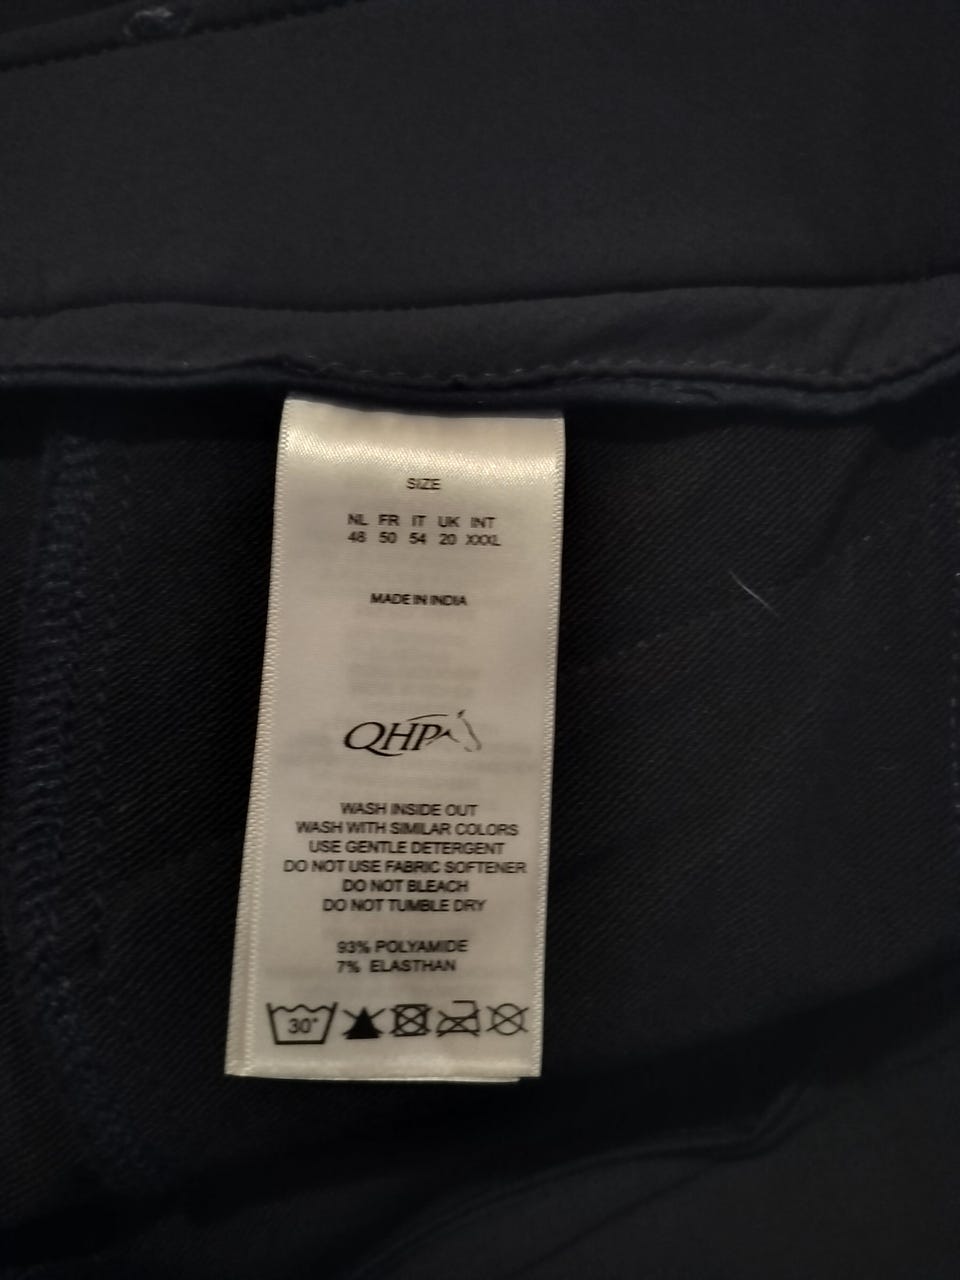 SIZE
NL FR IT UK INT
48 50 54 20 XXXL
MADE IN INDIA
QHP
WASH INSIDE OUT
WASH WITH SIMILAR COLORS
USE GENTLE DETERGENT
DO NOT USE FABRIC SOFTENER
DO NOT BLEACH
DO NOT TUMBLE DRY
93% POLYAMIDE
7% ELASTHAN
30°